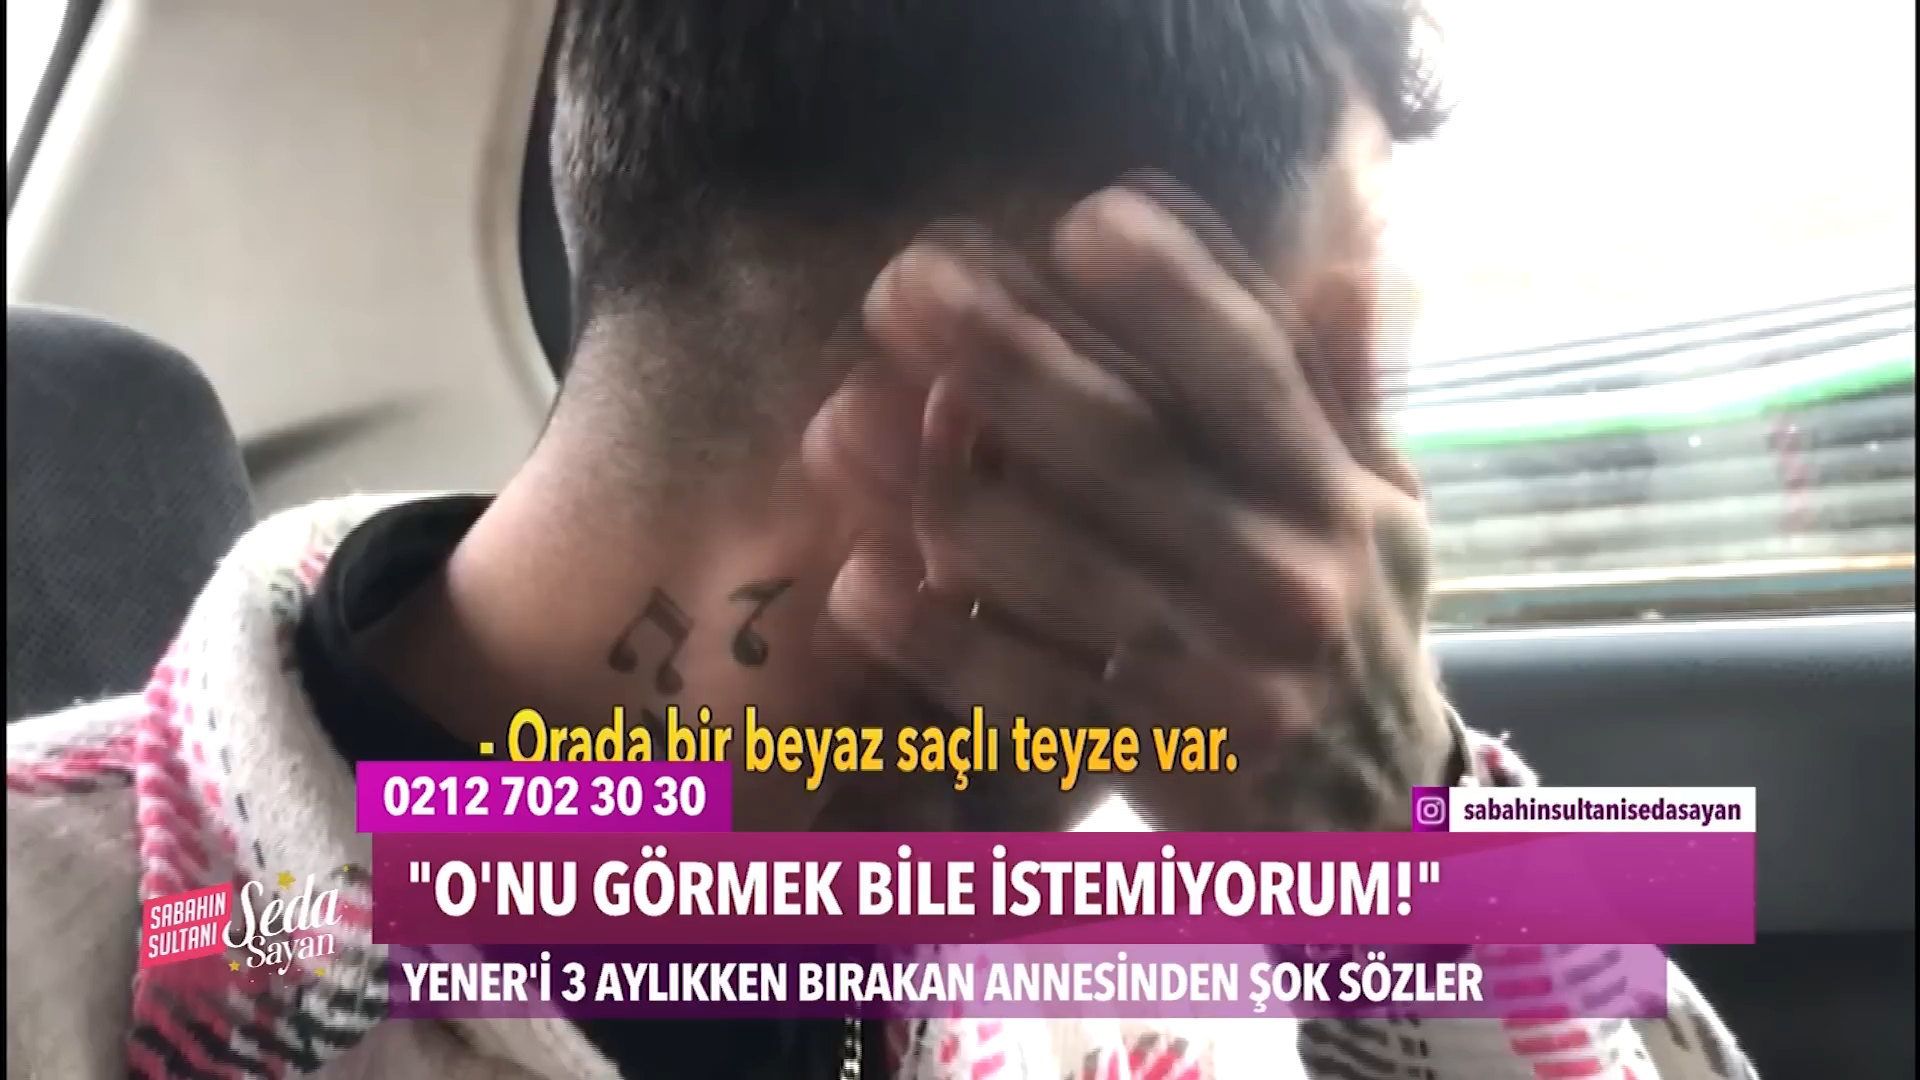 - Orada bir beyaz saçlı teyze var.
0212 702 30 30
sabahinsultanisedasayan
"O'NU GÖRMEK BİLE İSTEMİYORUM!"
SABAHIN
SULTANI
Seda
Sayan
YENER'İ 3 AYLIKKEN BIRAKAN ANNESİNDEN ŞOK SÖZLER